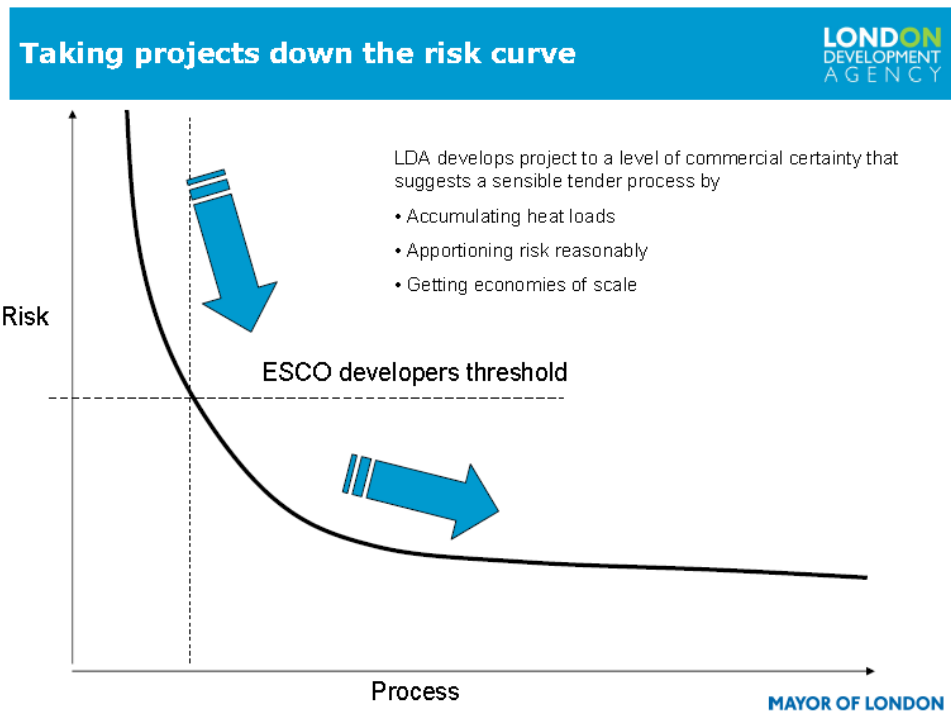 Taking projects down the risk curve
LONDON
DEVELOPMENT
AGENCY
LDA develops project to a level of commercial certainty that
suggests a sensible tender process by
• Accumulating heat loads
• Apportioning risk reasonably
• Getting economies of scale
Risk
ESCO developers threshold
Process
MAYOR OF LONDON